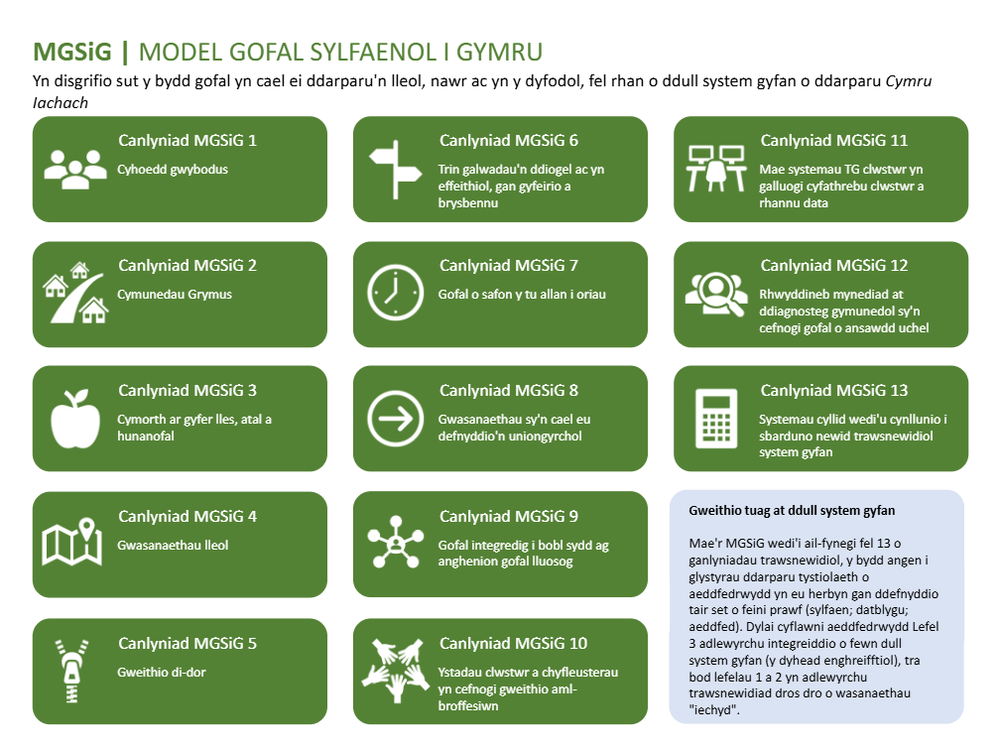 MGSiG | MODEL GOFAL SYLFAENOL I GYMRU
Yn disgrifio sut y bydd gofal yn cael ei ddarparu'n lleol, nawr ac yn y dyfodol, fel rhan o ddull system gyfan o ddarparu Cymru
Iachach
Canlyniad MGSiG 1
Cyhoedd gwybodus
Canlyniad MGSiG 2
Cymunedau Grymus
Canlyniad MGSiG 3
Cymorth ar gyfer lles, atal a
hunanofal
Canlyniad MGSiG 4
Gwasanaethau lleol
Canlyniad MGSiG 5
Gweithio di-dor
Canlyniad MGSiG 6
Trin galwadau'n ddiogel ac yn
effeithiol, gan gyfeirio a
brysbennu
Canlyniad MGSiG 7
Gofal o safon y tu allan i oriau
Canlyniad MGSiG 8
Gwasanaethau sy'n cael eu
defnyddio'n uniongyrchol
Canlyniad MGSiG 9
Gofal integredig i bobl sydd ag
anghenion gofal lluosog
Canlyniad MGSiG 10
Ystadau clwstwr a chyfleusterau
yn cefnogi gweithio aml-
broffesiwn
Canlyniad MGSiG 11
Mae systemau TG clwstwr yn
galluogi cyfathrebu clwstwr a
rhannu data
Canlyniad MGSiG 12
Rhwyddineb mynediad at
ddiagnosteg gymunedol sy'n
cefnogi gofal o ansawdd uchel
Canlyniad MGSiG 13
Systemau cyllid wedi'u cynllunio i
sbarduno newid trawsnewidiol
system gyfan
Gweithio tuag at ddull system gyfan
Mae'r MGSiG wedi'i ail-fynegi fel 13 o
ganlyniadau trawsnewidiol, y bydd angen i
glystyrau ddarparu tystiolaeth o
aeddfedrwydd yn eu herbyn gan ddefnyddio
tair set o feini prawf (sylfaen; datblygu;
aeddfed). Dylai cyflawni aeddfedrwydd Lefel
3 adlewyrchu integreiddio o fewn dull
system gyfan (y dyhead enghreifftiol), tra
bod lefelau 1 a 2 yn adlewyrchu
trawsnewidiad dros dro o wasanaethau
"iechyd".